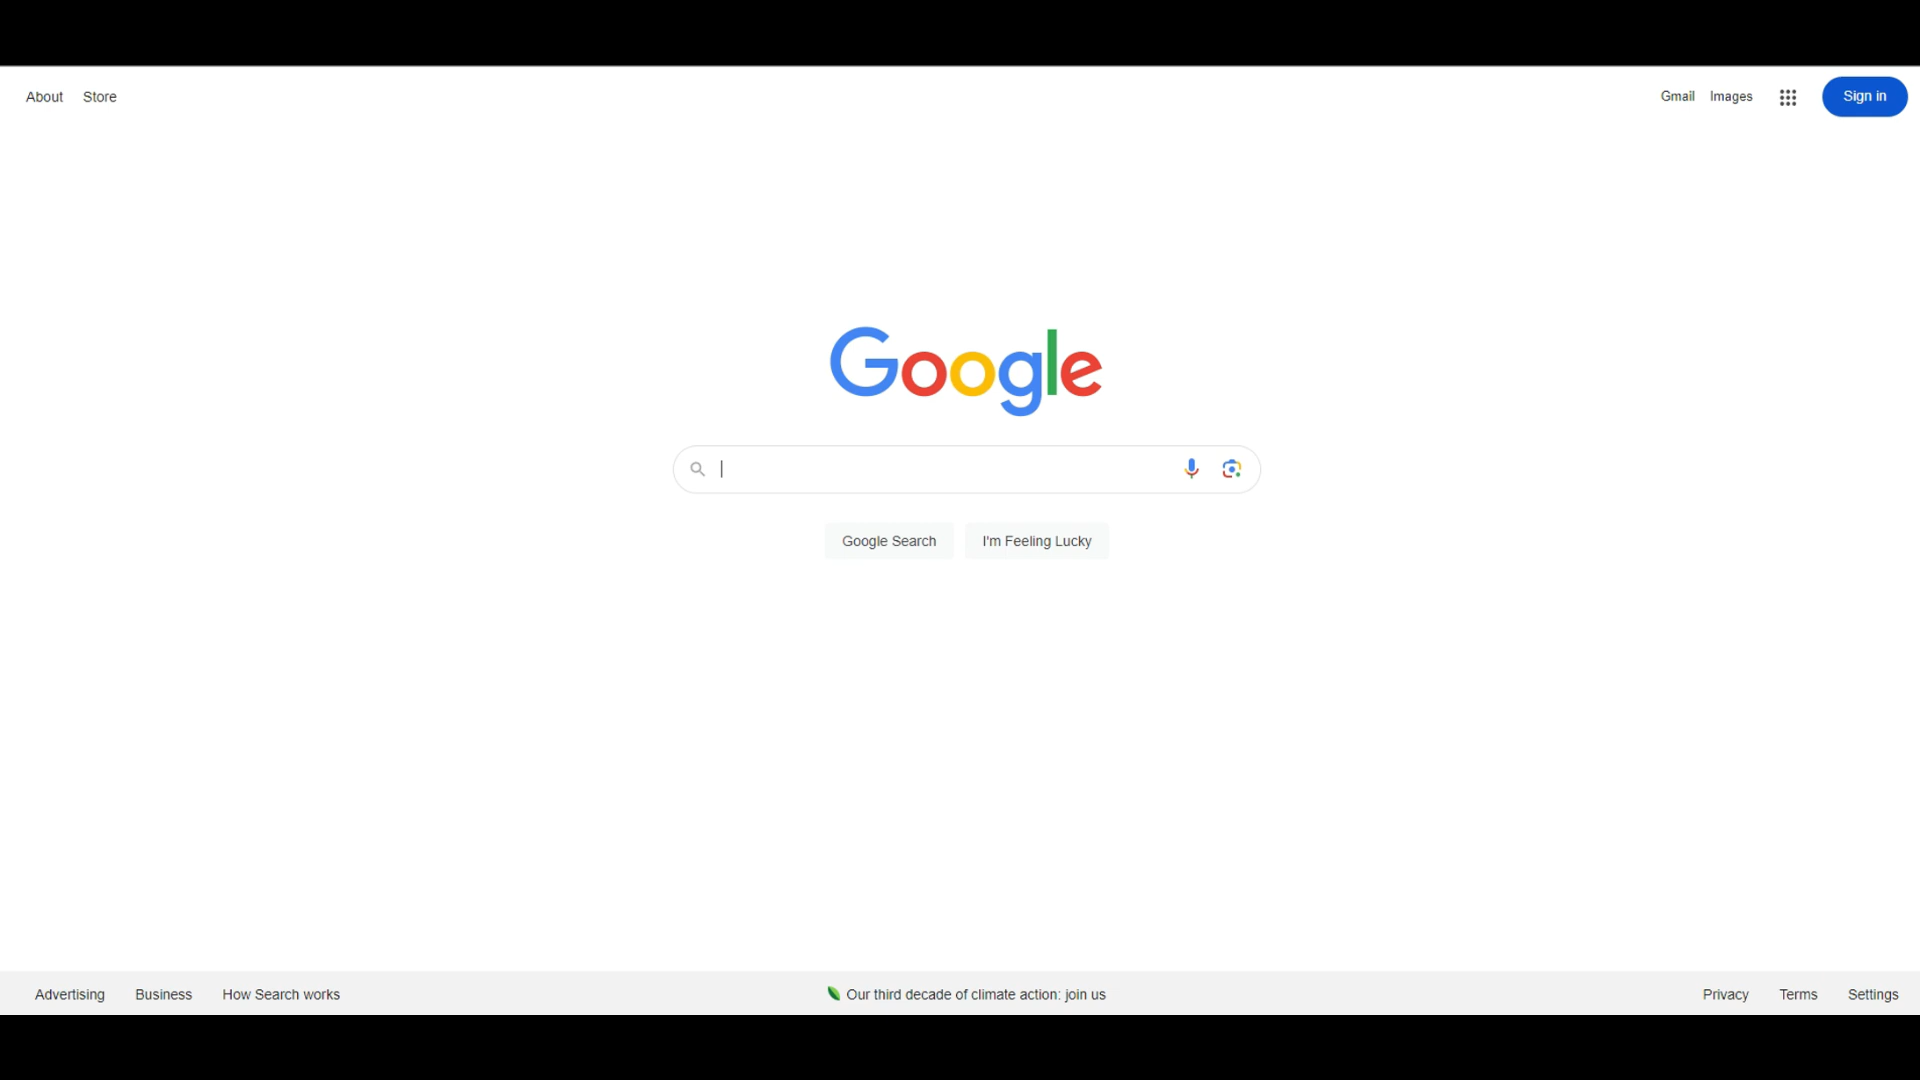 About Store
Gmail Images Sign in
Google
Google Search I'm Feeling Lucky
Advertising Business How Search works
Our third decade of climate action: join us
Privacy Terms Settings